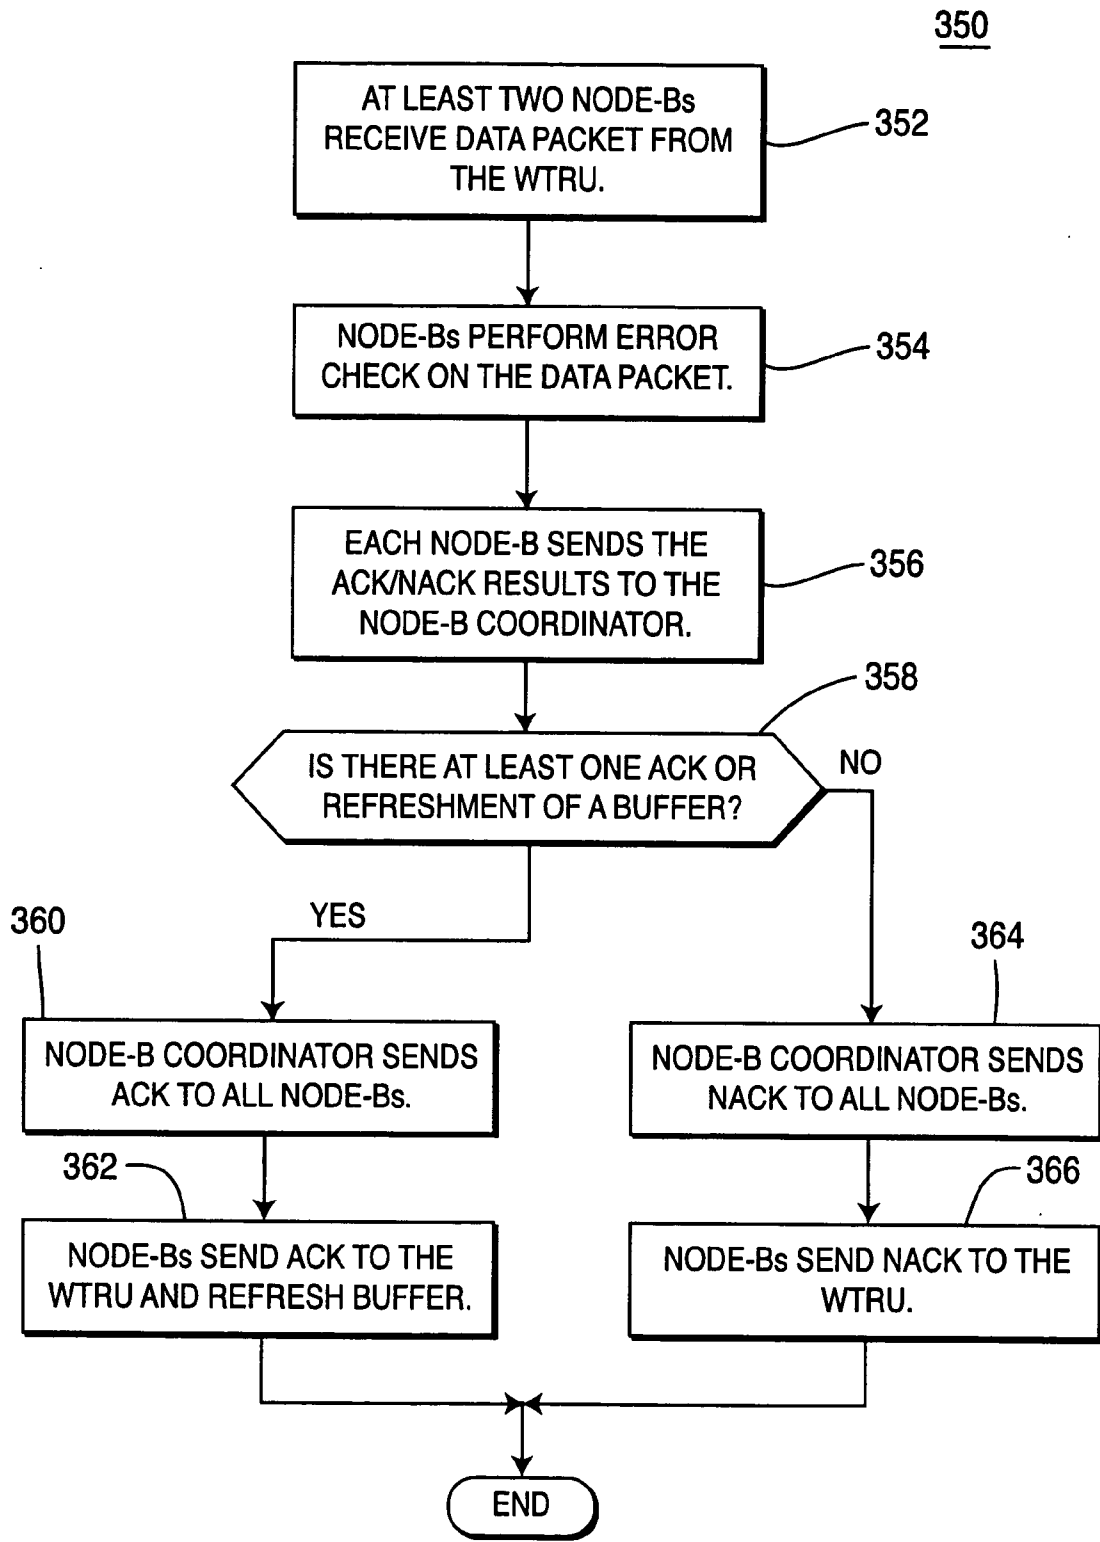 350
AT LEAST TWO NODE-Bs
RECEIVE DATA PACKET FROM
THE WTRU.
352
NODE-Bs PERFORM ERROR
CHECK ON THE DATA PACKET.
354
EACH NODE-B SENDS THE
ACK/NACK RESULTS TO THE
NODE-B COORDINATOR.
356
358
IS THERE AT LEAST ONE ACK OR
REFRESHMENT OF A BUFFER?
NO
YES
360
364
NODE-B COORDINATOR SENDS
ACK TO ALL NODE-Bs.
NODE-B COORDINATOR SENDS
NACK TO ALL NODE-Bs.
362
366
NODE-Bs SEND ACK TO THE
WTRU AND REFRESH BUFFER.
NODE-Bs SEND NACK TO THE
WTRU.
END